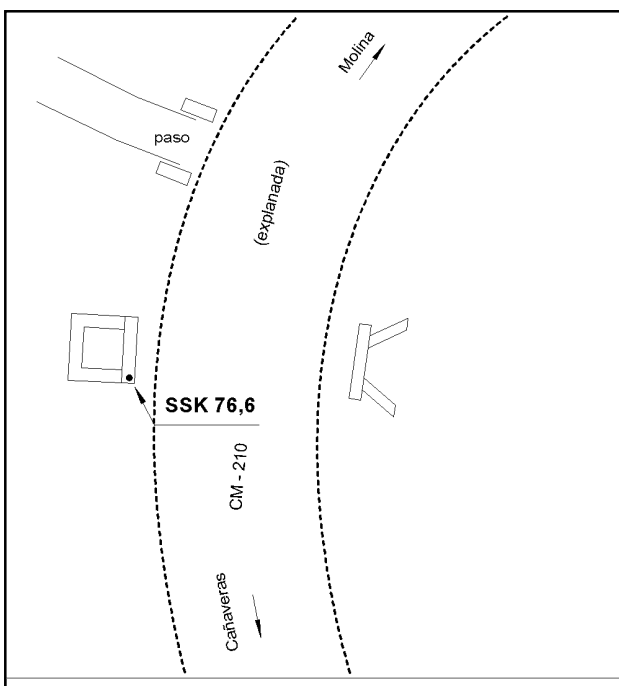 Molina
paso
(explanada)
SSK 76,6
CM - 210
Cañaveras